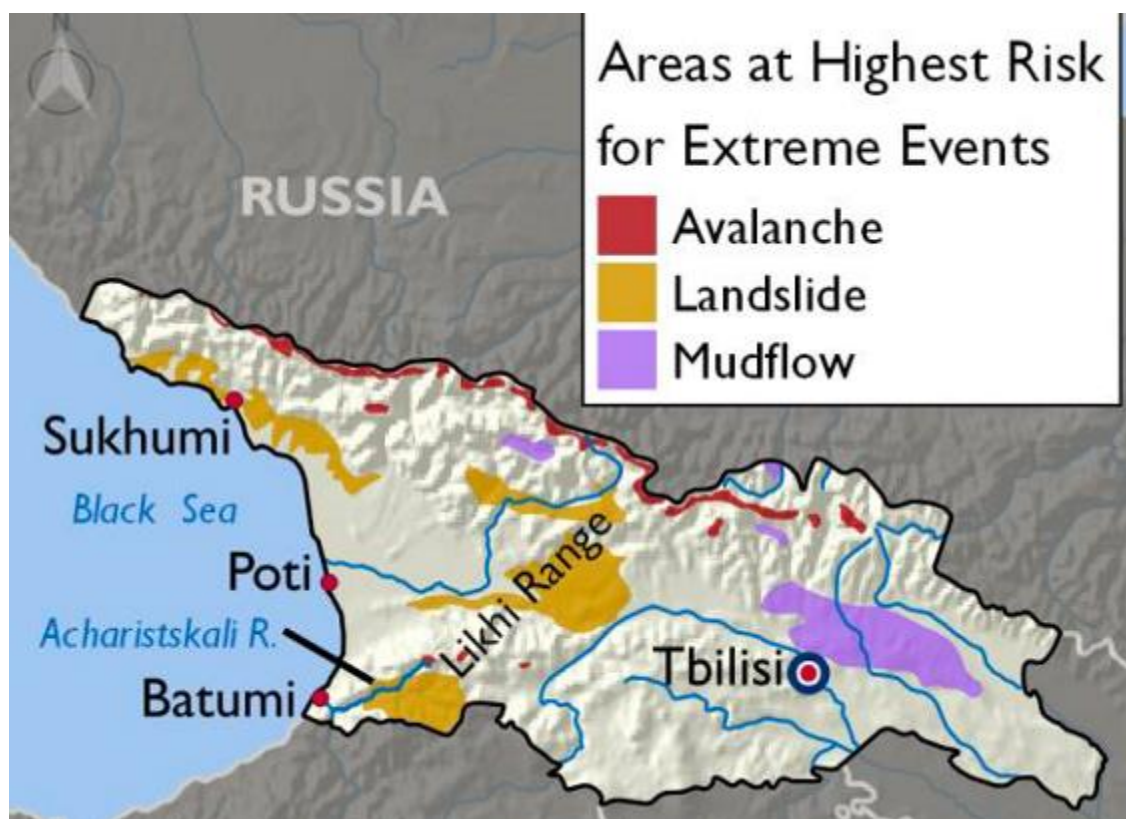 N
Areas at Highest Risk
for Extreme Events
Avalanche
Landslide
Mudflow
RUSSIA
Sukhumi
Black Sea
Poti
Likhi Range
Acharistskali R.
Tbilisi
Batumi